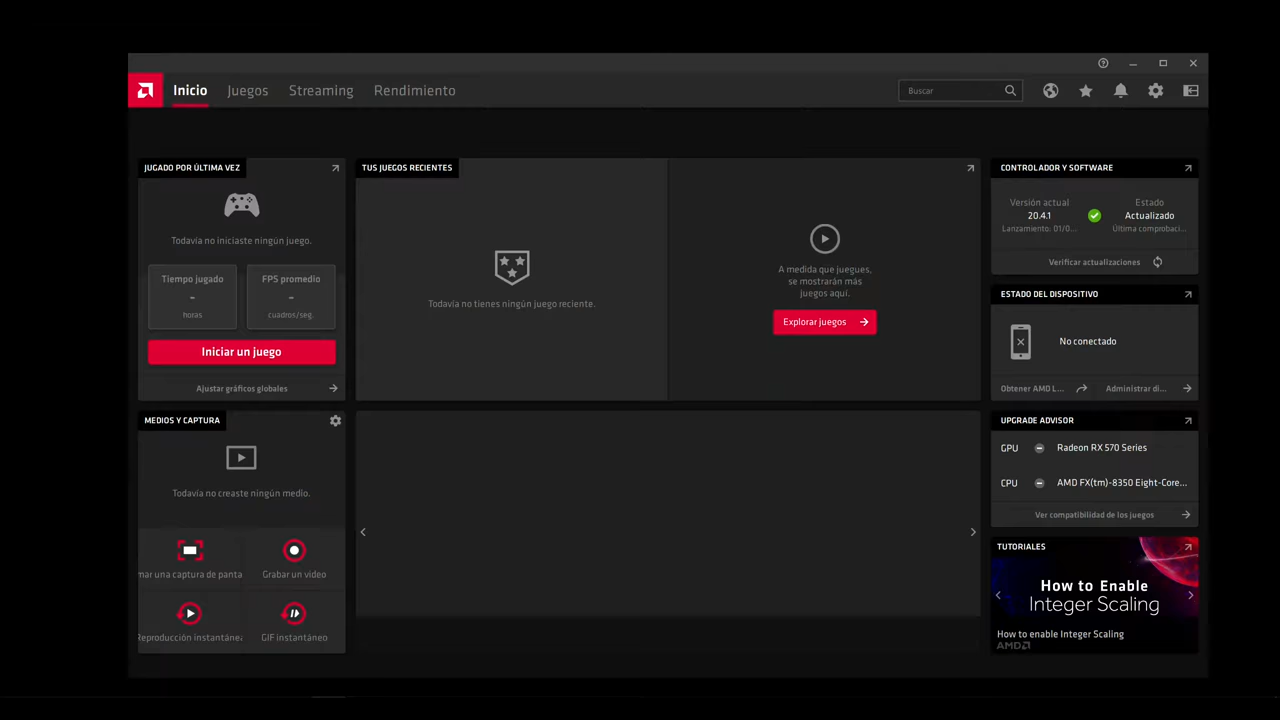 Inicio
Juegos
Streaming
Rendimiento
Buscar
JUGADO POR ÚLTIMA VEZ
Todavía no iniciaste ningún juego.
Tiempo jugado
-
horas
FPS promedio
-
cuadros/seg.
Iniciar un juego
Ajustar gráficos globales
TUS JUEGOS RECIENTES
Todavía no tienes ningún juego reciente.
A medida que juegues,
se mostrarán más
juegos aquí.
Explorar juegos
CONTROLADOR Y SOFTWARE
Versión actual
20.4.1
Lanzamiento: 01/0...
Estado
Actualizado
Última comprobaci...
Verificar actualizaciones
ESTADO DEL DISPOSITIVO
No conectado
Obtener AMD L...
Administrar di...
MEDIOS Y CAPTURA
Todavía no creaste ningún medio.
mar una captura de panta
Grabar un video
Reproducción instantánea
GIF instantáneo
UPGRADE ADVISOR
GPU
Radeon RX 570 Series
CPU
AMD FX(tm)-8350 Eight-Core...
Ver compatibilidad de los juegos
TUTORIALES
How to Enable
Integer Scaling
How to enable Integer Scaling
AMD